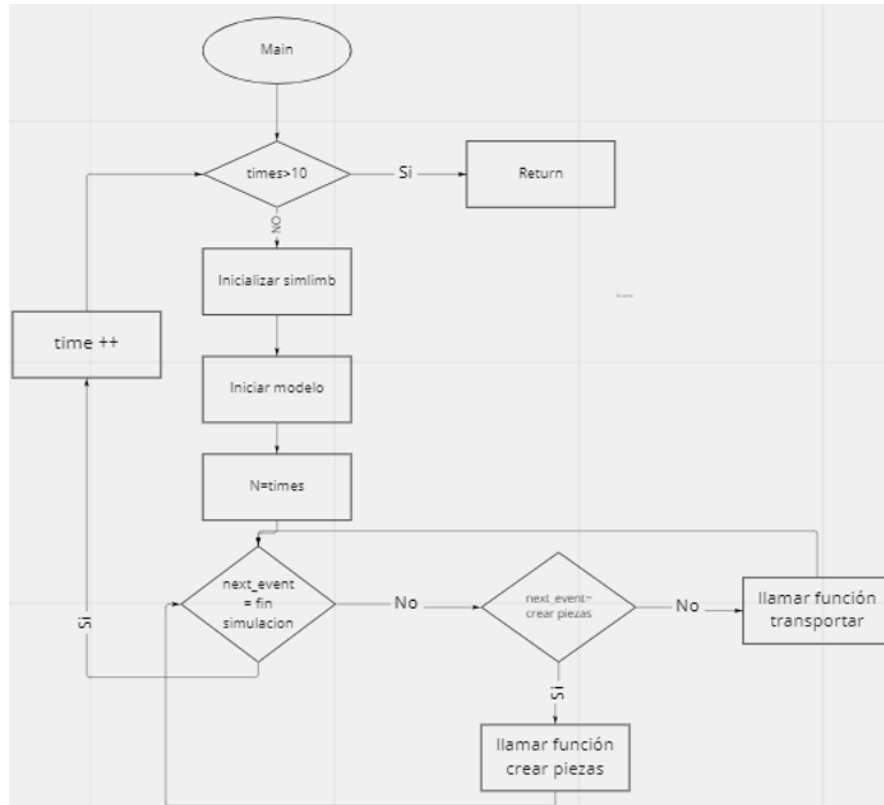 Main
times>10
Si
Return
NO
Inicializar simlimb
time ++
Iniciar modelo
N=times
next_event
= fin
simulacion
No
next_event=
crear piezas
No
llamar función
transportar
Si
Si
llamar función
crear piezas